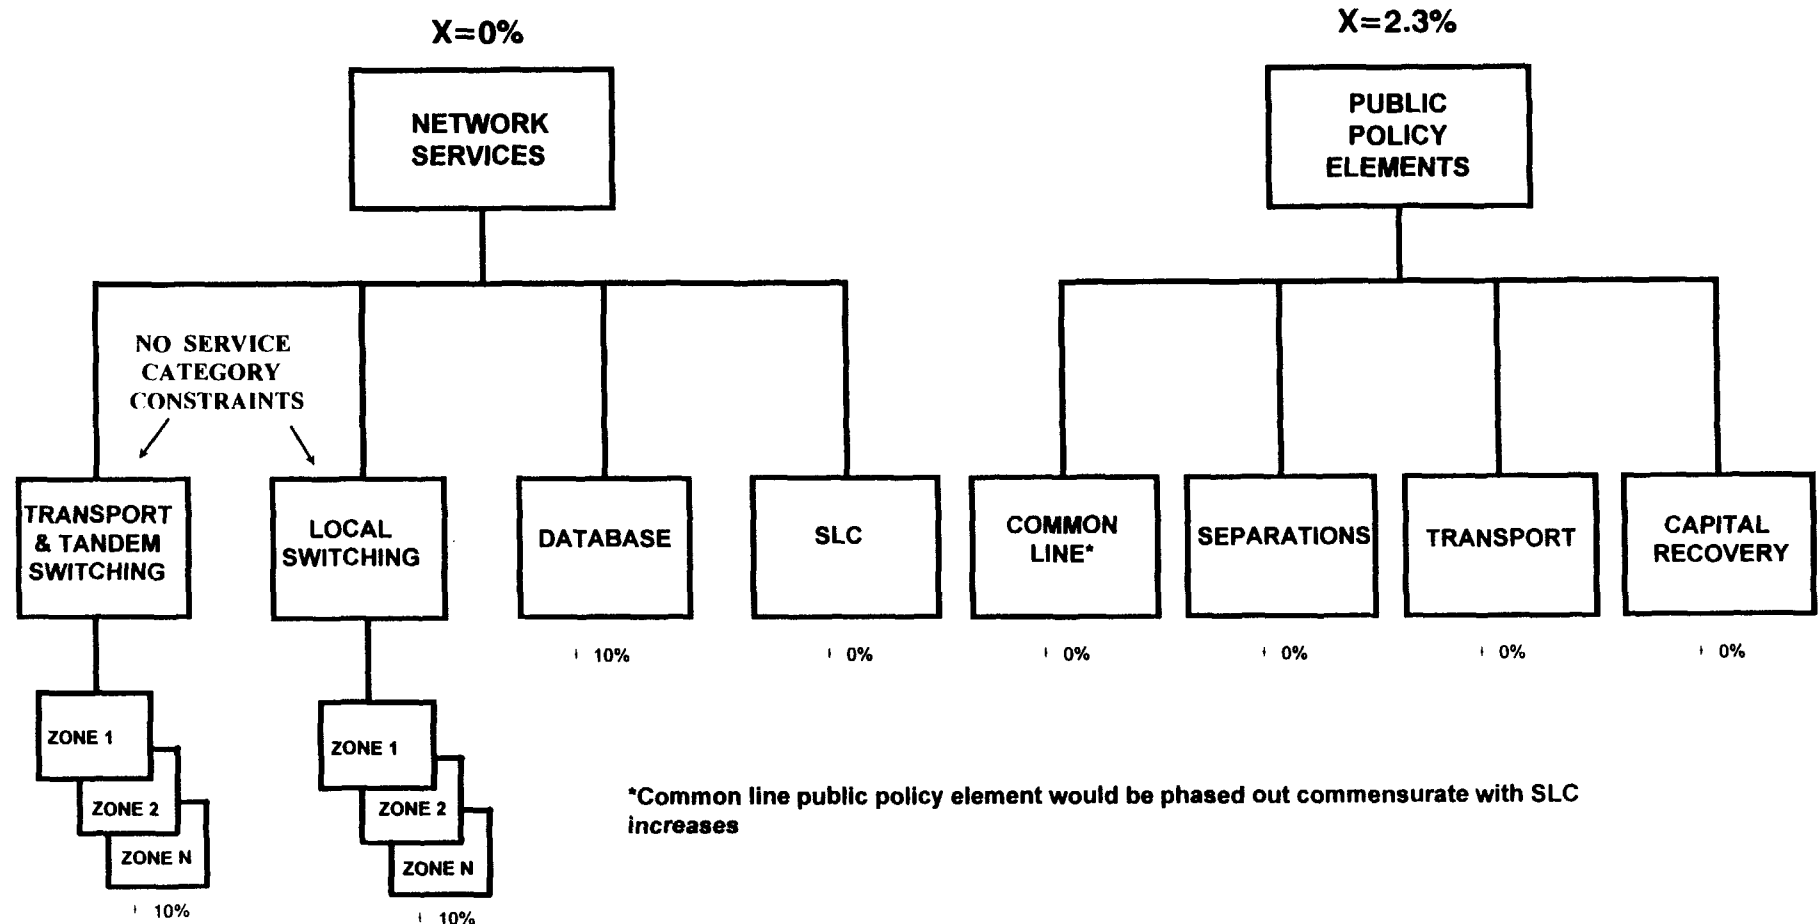 X=0%
X=2.3%
NETWORK
SERVICES
PUBLIC
POLICY
ELEMENTS
NO SERVICE
CATEGORY
CONSTRAINTS
TRANSPORT
& TANDEM
SWITCHING
LOCAL
SWITCHING
DATABASE
SLC
COMMON
LINE*
SEPARATIONS
TRANSPORT
CAPITAL
RECOVERY
10%
0%
0%
0%
0%
0%
ZONE 1
ZONE 2
ZONE N
10%
ZONE 1
ZONE 2
ZONE N
10%
*Common line public policy element would be phased out commensurate with SLC
increases